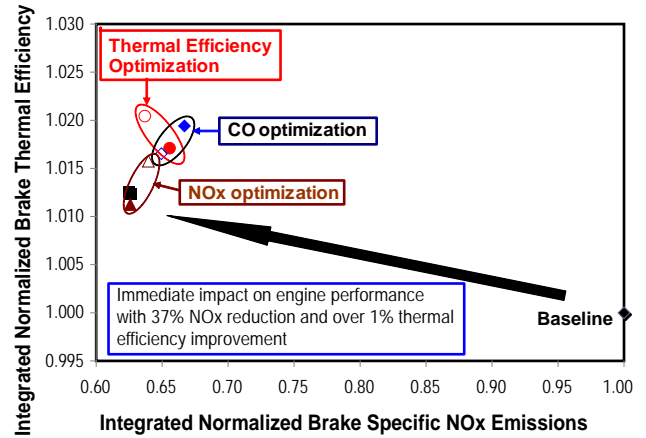 Integrated Normalized Brake Thermal Efficiency
1.030
1.025
1.020
1.015
1.010
1.005
1.000
0.995
Thermal Efficiency
Optimization
CO optimization
NOx optimization
Immediate impact on engine performance
with 37% NOx reduction and over 1% thermal
efficiency improvement
Baseline
0.60 0.65 0.70 0.75 0.80 0.85 0.90 0.95 1.00
Integrated Normalized Brake Specific NOx Emissions